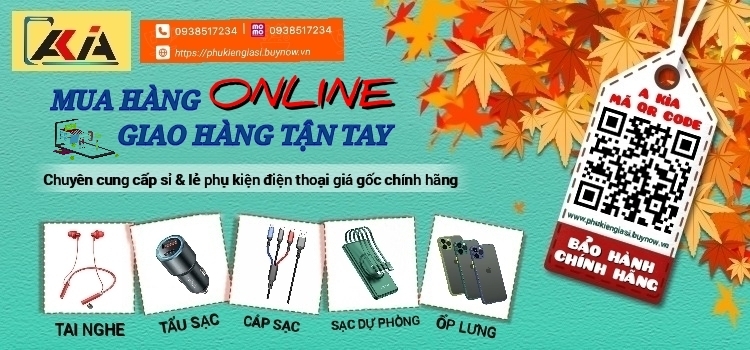 AKIA
0938517234 | momo 0938517234
https://phukiengiasi.buynow.vn
MUA HÀNG ONLINE
GIAO HÀNG TẬN TAY
Chuyên cung cấp sỉ & lẻ phụ kiện điện thoại giá gốc chính hãng
TAI NGHE
TẨU SẠC
CÁP SẠC
SẠC DỰ PHÒNG
ỐP LƯNG
A KÌA
MÃ QR CODE
www.phukiengiasi.buynow.vn
BẢO HÀNH
CHÍNH HÃNG